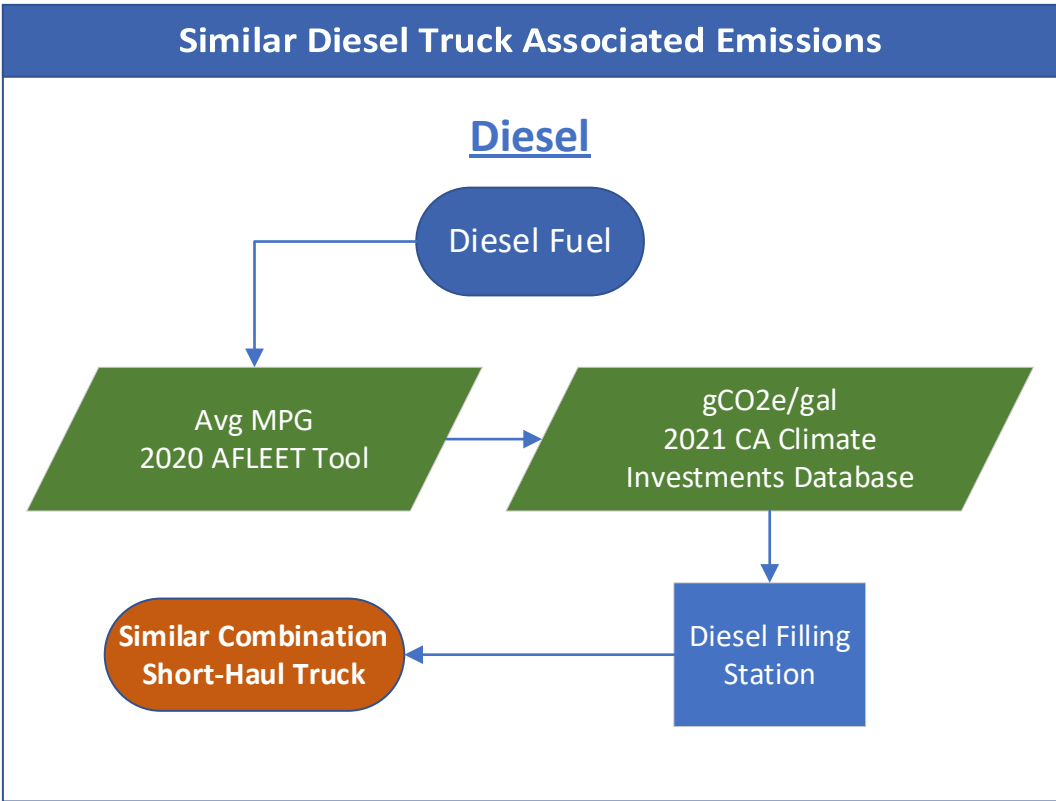 Similar Diesel Truck Associated Emissions
Diesel
Diesel Fuel
Avg MPG
2020 AFLEET Tool
gCO2e/gal
2021 CA Climate
Investments Database
Diesel Filling
Station
Similar Combination
Short-Haul Truck